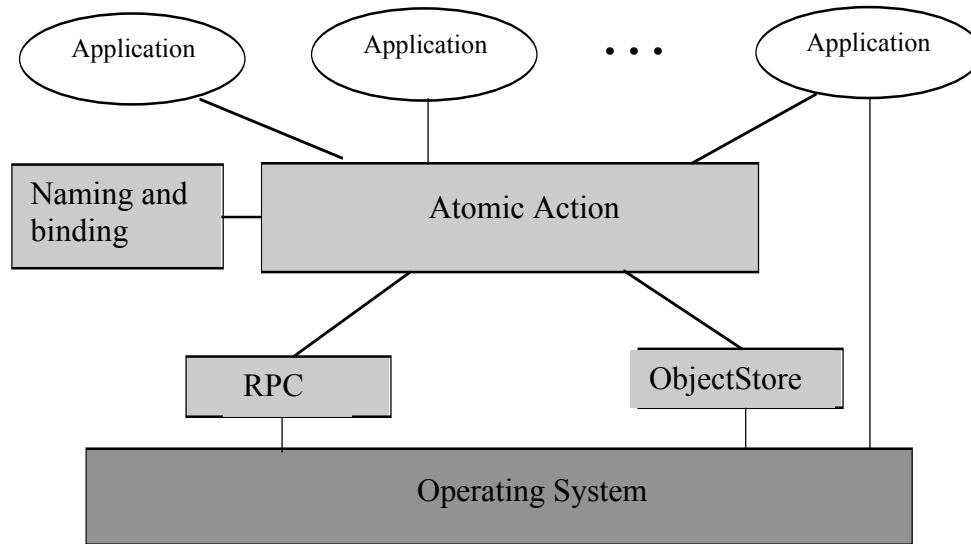 Application
Application
• • •
Application
Naming and
binding
Atomic Action
RPC
ObjectStore
Operating System